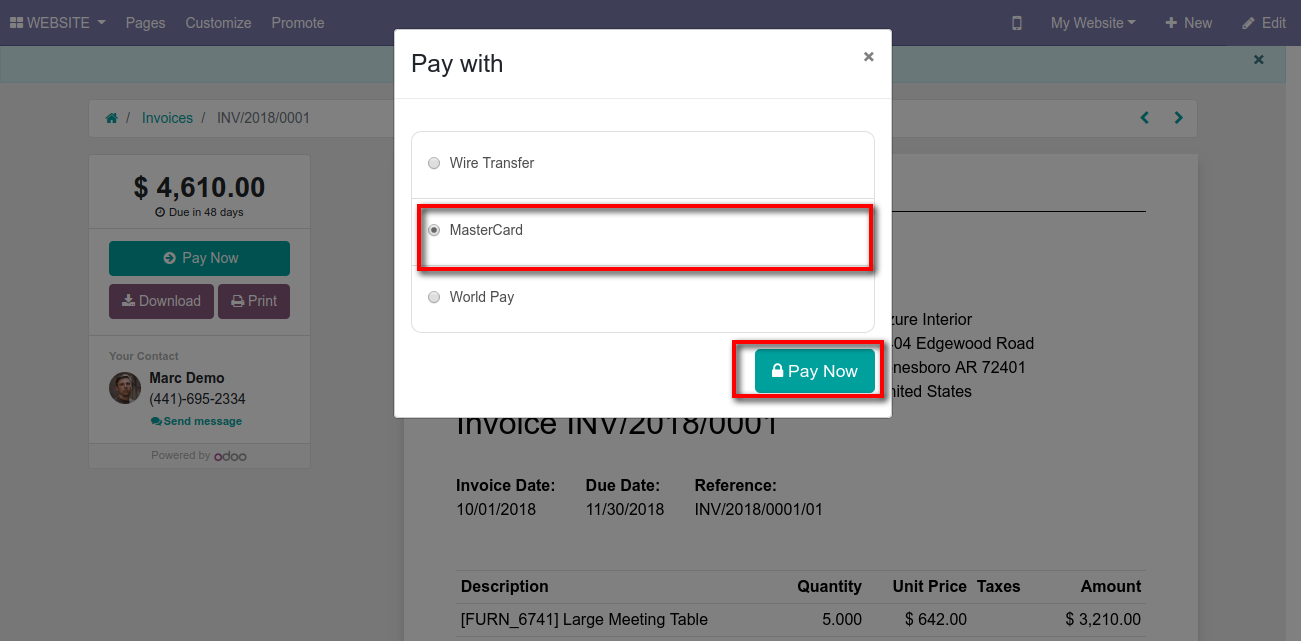 WEBSITE Pages Customize Promote My Website New Edit
Pay with
×
/ Invoices / INV/2018/0001
$ 4,610.00
Due in 48 days
Pay Now
Download Print
Your Contact
Marc Demo
(441)-695-2334
Send message
Powered by odoo
Wire Transfer
MasterCard
World Pay
Pay Now
zure Interior
04 Edgewood Road
nesboro AR 72401
nited States
Invoice INV/2018/0001
Invoice Date: Due Date: Reference:
10/01/2018 11/30/2018 INV/2018/0001/01
Description Quantity Unit Price Taxes Amount
[FURN_6741] Large Meeting Table 5.000 $ 642.00 $ 3,210.00